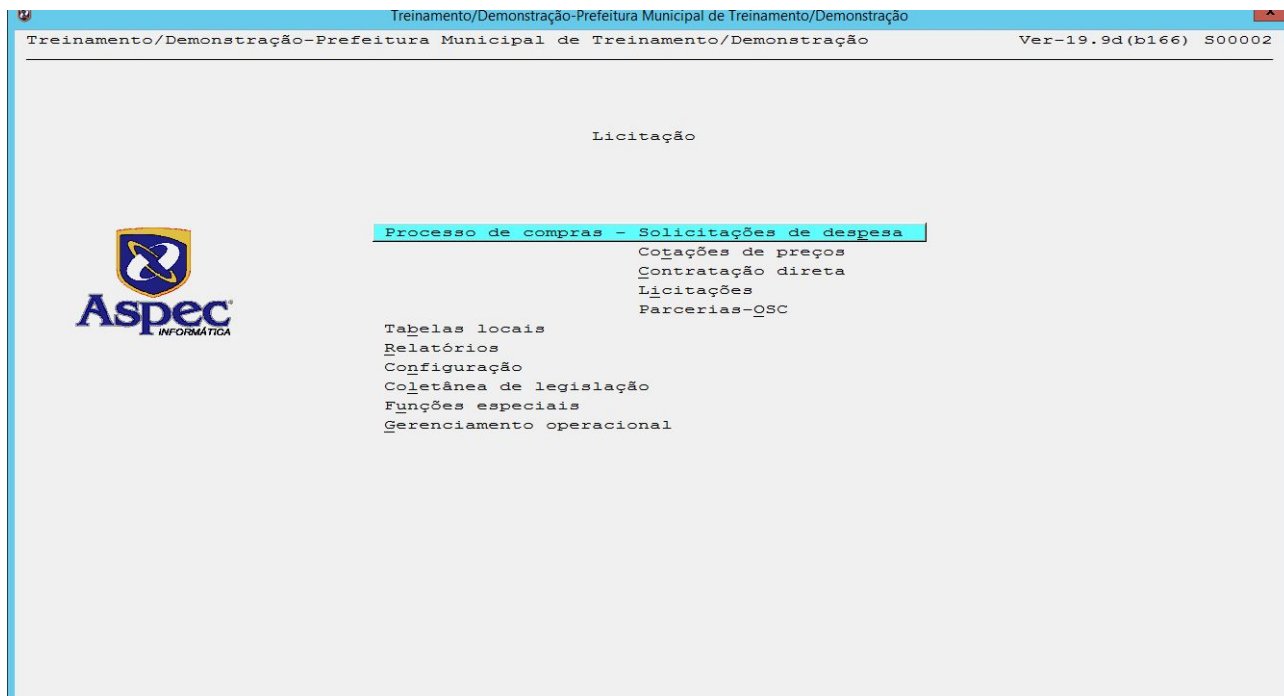 Treinamento/Demonstração-Prefeitura Municipal de Treinamento/Demonstração
Treinamento/Demonstração-Prefeitura Municipal de Treinamento/Demonstração Ver-19.9d(b166) S00002
Licitação
Processo de compras - Solicitações de despesa
Cotações de preços
Contratação direta
Licitações
Parcerias-OSC
Aspec
INFORMÁTICA
Tabelas locais
Relatórios
Configuração
Coletânea de legislação
Funções especiais
Gerenciamento operacional